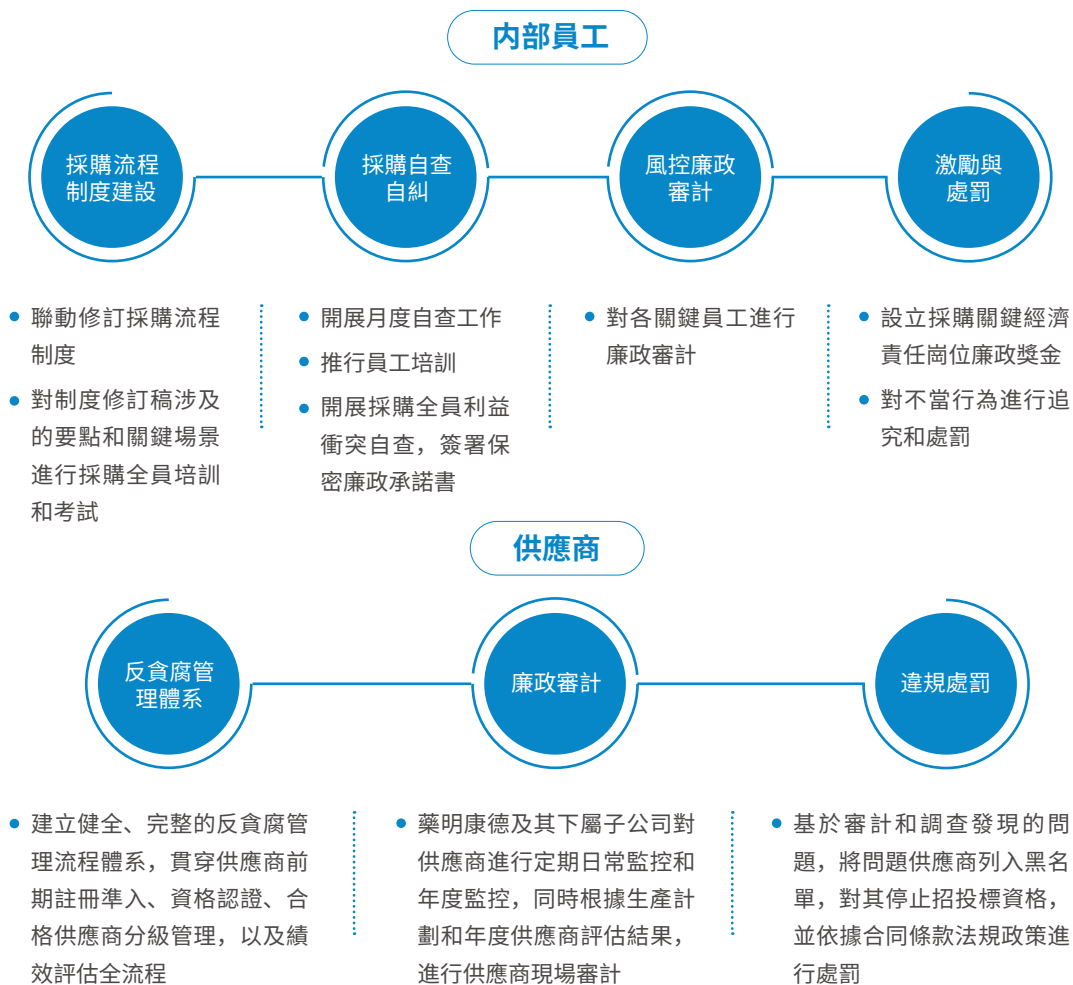 内部員工
採購流程
制度建設
採購自查
自糾
風控廉政
審計
激勵與
處罰
聯動修訂採購流程
制度
對制度修訂稿涉及
的要點和關鍵場景
進行採購全員培訓
和考試
開展月度自查工作
推行員工培訓
開展採購全員利益
衝突自查，簽署保
密廉政承諾書
對各關鍵員工進行
廉政審計
設立採購關鍵經濟
責任崗位廉政獎金
對不當行為進行追
究和處罰
供應商
反貪腐管
理體系
廉政審計
違規處罰
建立健全、完整的反貪腐管
理流程體系，貫穿供應商前
期註冊準入、資格認證、合
格供應商分級管理，以及績
效評估全流程
藥明康德及其下屬子公司對
供應商進行定期日常監控和
年度監控，同時根據生產計
劃和年度供應商評估結果，
進行供應商現場審計
基於審計和調查發現的問
題，將問題供應商列入黑名
單，對其停止招投標資格，
並依據合同條款法規政策進
行處罰